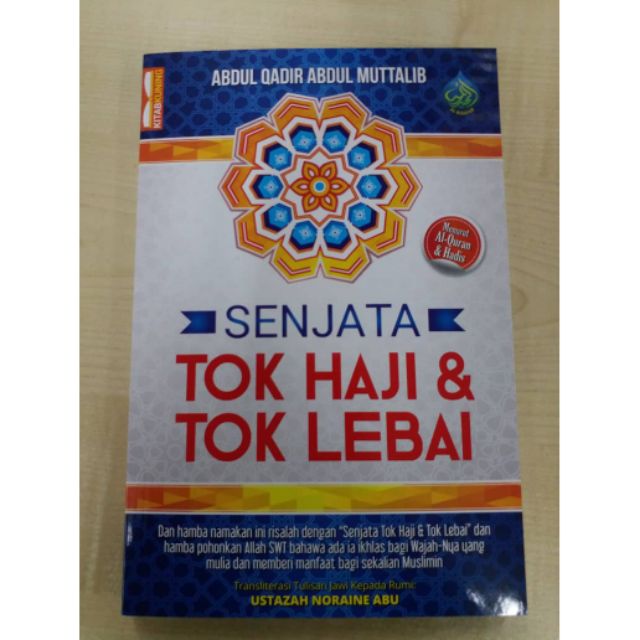 KITAB KUNING
ABDUL QADIR ABDUL MUTTALIB
Menurut
Al-Quran
& Hadis
SENJATA
TOK HAJI &
TOK LEBAI
Dan hamba namakan ini risalah dengan "Senjata Tok Haji & Tok Lebai" dan
hamba pohonkan Allah SWT bahawa ada ia ikhlas bagi Wajah-Nya yang
mulia dan memberi manfaat bagi sekalian Muslimin
Transliterasi Tulisan Jawi Kepada Rumi:
USTAZAH NORAINE ABU